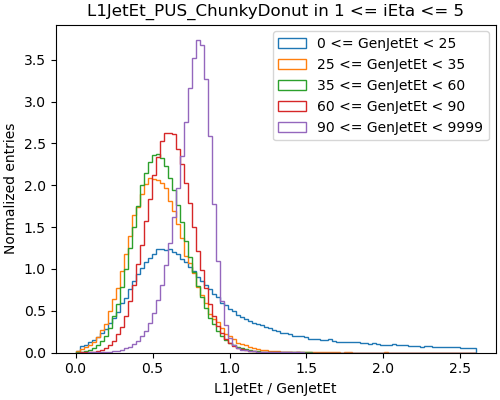 L1JetEt_PUS_ChunkyDonut in 1 <= iEta <= 5
0 <= GenJetEt < 25
25 <= GenJetEt < 35
35 <= GenJetEt < 60
60 <= GenJetEt < 90
90 <= GenJetEt < 9999
Normalized entries
3.5
3.0
2.5
2.0
1.5
1.0
0.5
0.0
0.0 0.5 1.0 1.5 2.0 2.5
L1JetEt / GenJetEt